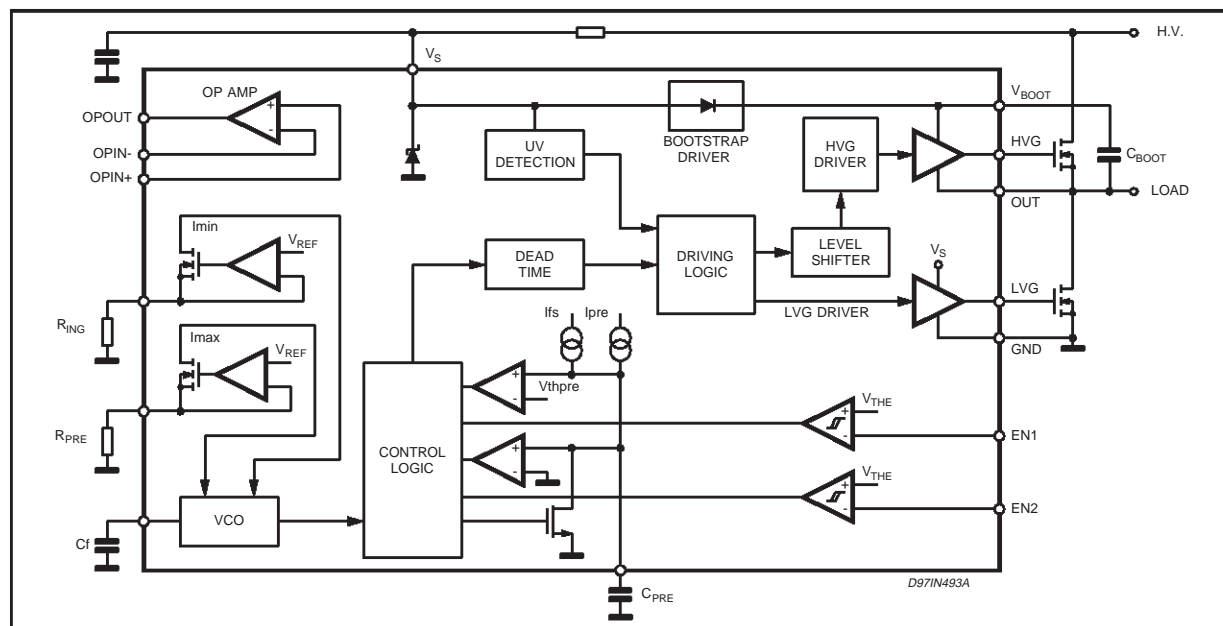 H.V.
VS
OP AMP
+
-
OPOUT
OPIN-
OPIN+
VBOOT
BOOTSTRAP
DRIVER
UV
DETECTION
HVG
DRIVER
HVG
CBOOT
OUT
LOAD
Imin
VREF
DEAD
TIME
DRIVING
LOGIC
LEVEL
SHIFTER
VS
LVG
LVG DRIVER
GND
RING
Ifs
Ipre
Imax
VREF
+
-
Vthpre
RPRE
CONTROL
LOGIC
VTHE
+
-
EN1
+
-
VTHE
+
-
EN2
VCO
Cf
CPRE
D97IN493A